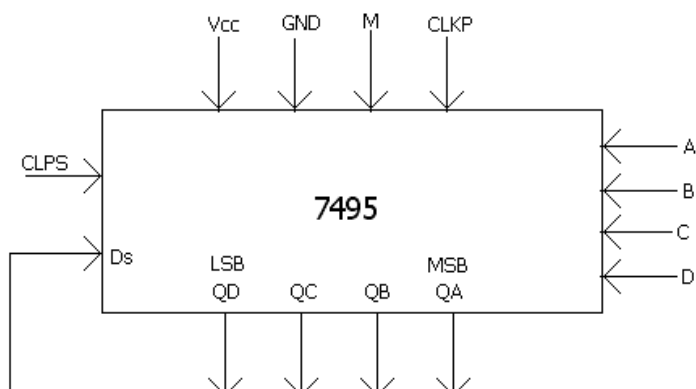 Vcc GND M CLKP
A
CLPS
B
7495
C
Ds
LSB MSB
D
QD QC QB QA